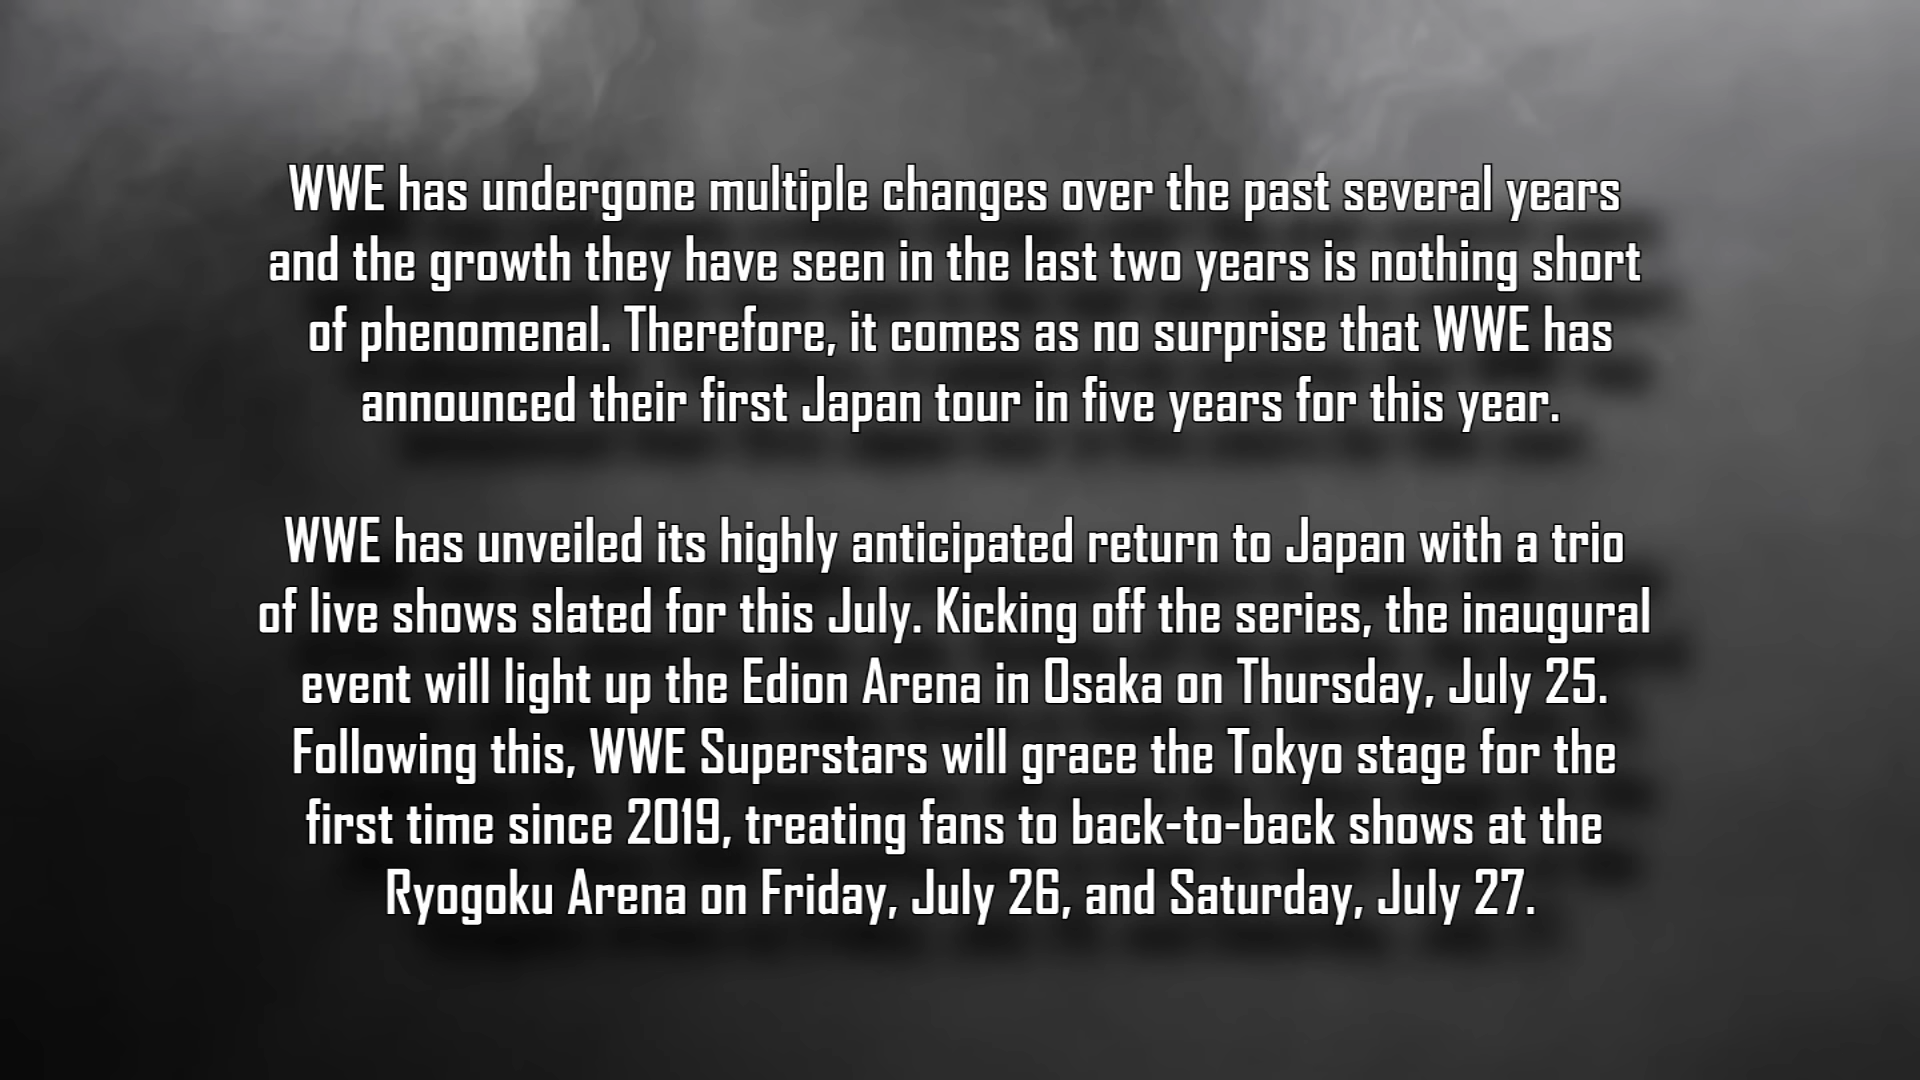 WWE has undergone multiple changes over the past several years
and the growth they have seen in the last two years is nothing short
of phenomenal. Therefore, it comes as no surprise that WWE has
announced their first Japan tour in five years for this year.
WWE has unveiled its highly anticipated return to Japan with a trio
of live shows slated for this July. Kicking off the series, the inaugural
event will light up the Edion Arena in Osaka on Thursday, July 25.
Following this, WWE Superstars will grace the Tokyo stage for the
first time since 2019, treating fans to back-to-back shows at the
Ryogoku Arena on Friday, July 26, and Saturday, July 27.